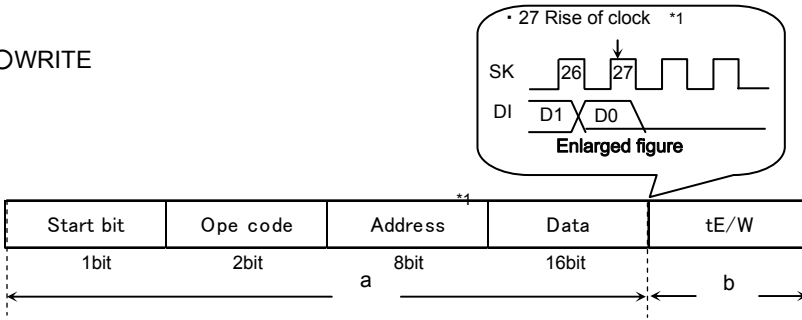 ・27 Rise of clock *1
○WRITE
SK 26 27
DI D1 D0
Enlarged figure
*1
Start bit Ope code Address Data tE/W
1bit 2bit 8bit 16bit
a b